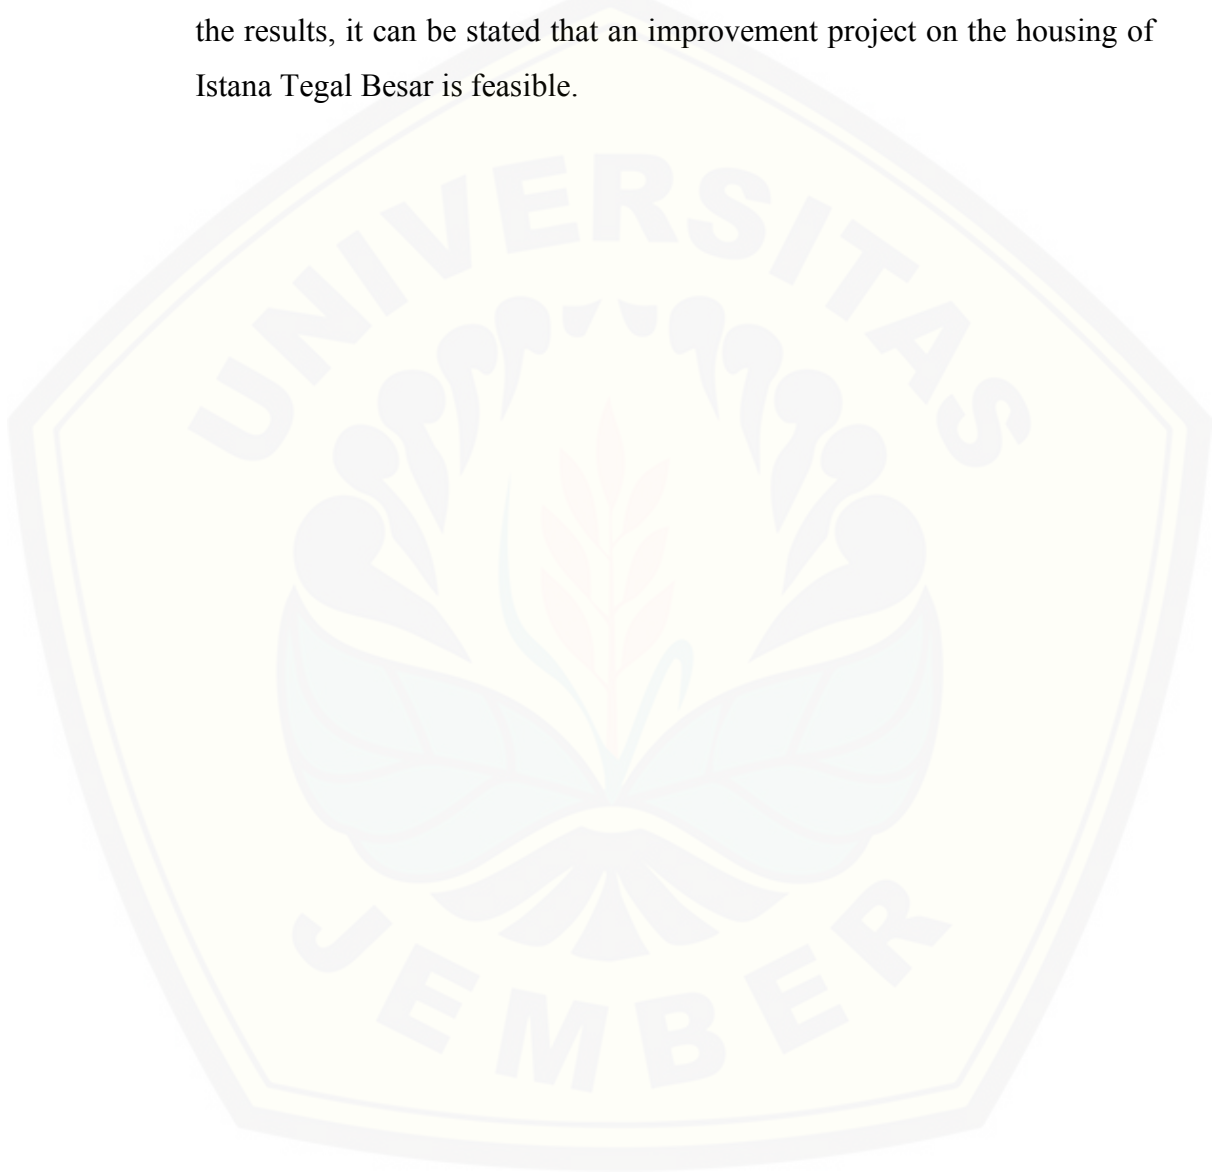 the results, it can be stated that an improvement project on the housing of
Istana Tegal Besar is feasible.
UNIVERSITAS
JEMBER